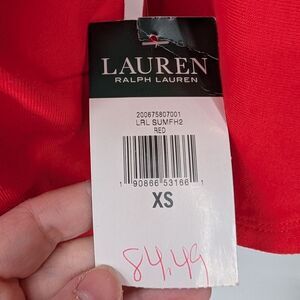 LAUREN
RALPH LAUREN
200675807001
LRL SUMFH2
RED
1 90866 53166 1
XS
84.49